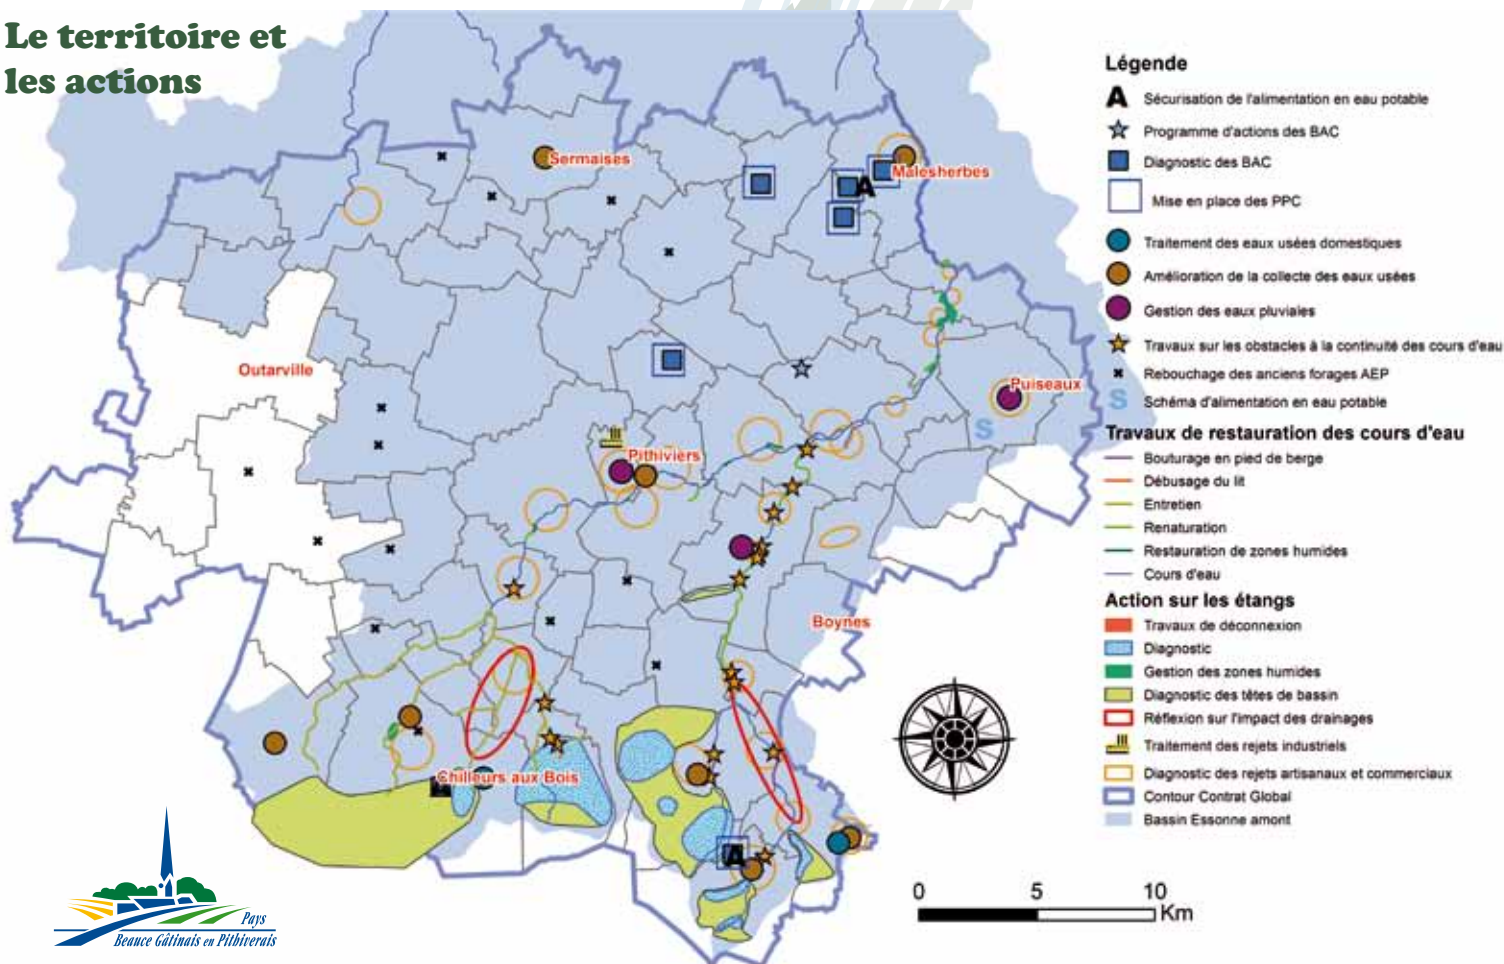 Le territoire et
les actions
Sermaises
Malesherbes
A
Outarville
Puiseaux
S
Pithiviers
Boynes
Chilleurs aux Bois
A
Légende
A Sécurisation de l'alimentation en eau potable
Programme d'actions des BAC
Diagnostic des BAC
Mise en place des PPC
Traitement des eaux usées domestiques
Amélioration de la collecte des eaux usées
Gestion des eaux pluviales
Travaux sur les obstacles à la continuité des cours d'eau
Rebouchage des anciens forages AEP
S Schéma d'alimentation en eau potable
Travaux de restauration des cours d'eau
Bouturage en pied de berge
Débusage du lit
Entretien
Renaturation
Restauration de zones humides
Cours d'eau
Action sur les étangs
Travaux de déconnexion
Diagnostic
Gestion des zones humides
Diagnostic des têtes de bassin
Réflexion sur l'impact des drainages
Traitement des rejets industriels
Diagnostic des rejets artisanaux et commerciaux
Contour Contrat Global
Bassin Essonne amont
0 5 10
Km
Pays
Beauce Gâtinais en Pithiverais